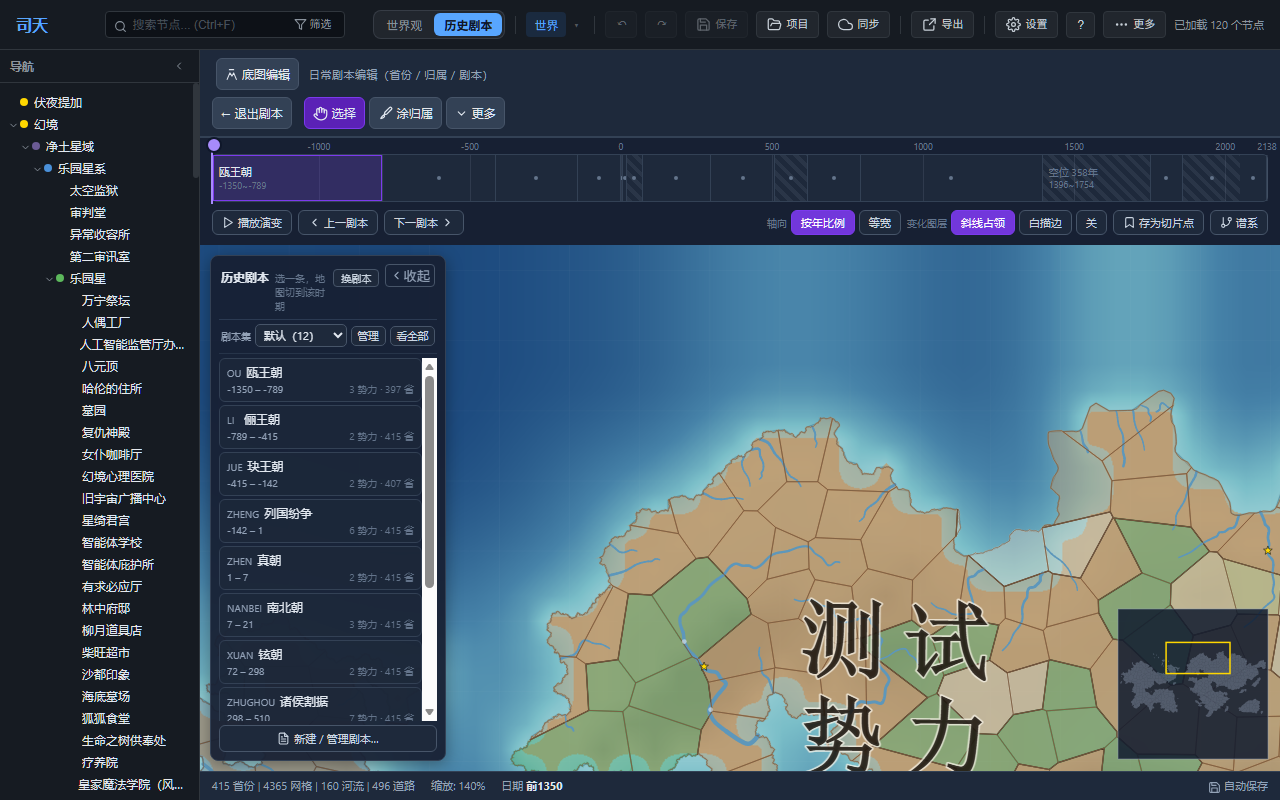 司天
搜索节点... (Ctrl+F)
筛选
世界观
历史剧本
世界
保存
项目
同步
导出
设置
?
更多
已加载 120 个节点
导航
伏夜提加
幻境
净土星域
乐园星系
太空监狱
审判堂
异常收容所
第二审讯室
乐园星
万宁祭坛
人偶工厂
人工智能监管厅办...
八元顶
哈伦的住所
墓园
复仇神殿
女仆咖啡厅
幻境心理医院
旧宇宙广播中心
星绮君宫
智能体学校
智能体庇护所
有求必应厅
林中府邸
柳月道具店
柴旺超市
沙都印象
海底墓场
狐狐食堂
生命之树供奉处
疗养院
皇家魔法学院（风...
底图编辑
日常剧本编辑（首份 / 归属 / 剧本）
← 退出剧本
选择
涂归属
更多
-1000
-500
0
500
1000
1500
2000
2138
瓯王朝
-1350~-789
空位 358年
1396~1754
播放演变
上一剧本
下一剧本
轴向
按年比例
等宽
变化图层
斜线占领
白描边
关
存为切片点
谱系
历史剧本
选一条，地图切到该时期
换剧本
收起
剧本集
默认（12）
管理
看全部
OU 瓯王朝
-1350 – -789
3 势力 · 397 省
LI 俪王朝
-789 – -415
2 势力 · 415 省
JUE 玦王朝
-415 – -142
2 势力 · 407 省
ZHENG 列国纷争
-142 – 1
6 势力 · 415 省
ZHEN 真朝
1 – 7
2 势力 · 415 省
NANBEI 南北朝
7 – 21
3 势力 · 415 省
XUAN 铉朝
72 – 298
2 势力 · 415 省
ZHUGHOU 诸侯割据
298 – 510
7 势力 · 415 省
新建 / 管理剧本...
测试
势力
415 首份 | 4365 网格 | 160 河流 | 496 道路
缩放: 140%
日期 前1350
自动保存